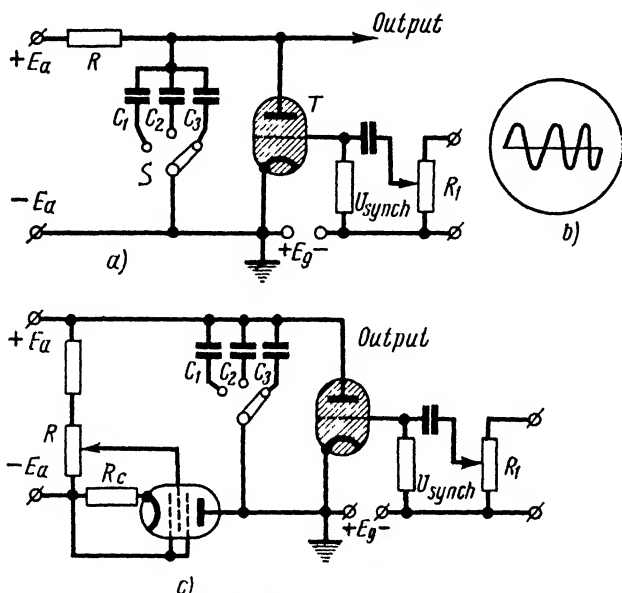 Output
+Ea
R
C1 C2 C3
T
S
Usynch
R1
-Ea
+Eg-
a)
b)
Output
+Ea
C1 C2 C3
R
-Ea
Rc
Usynch
R1
+Eg-
c)